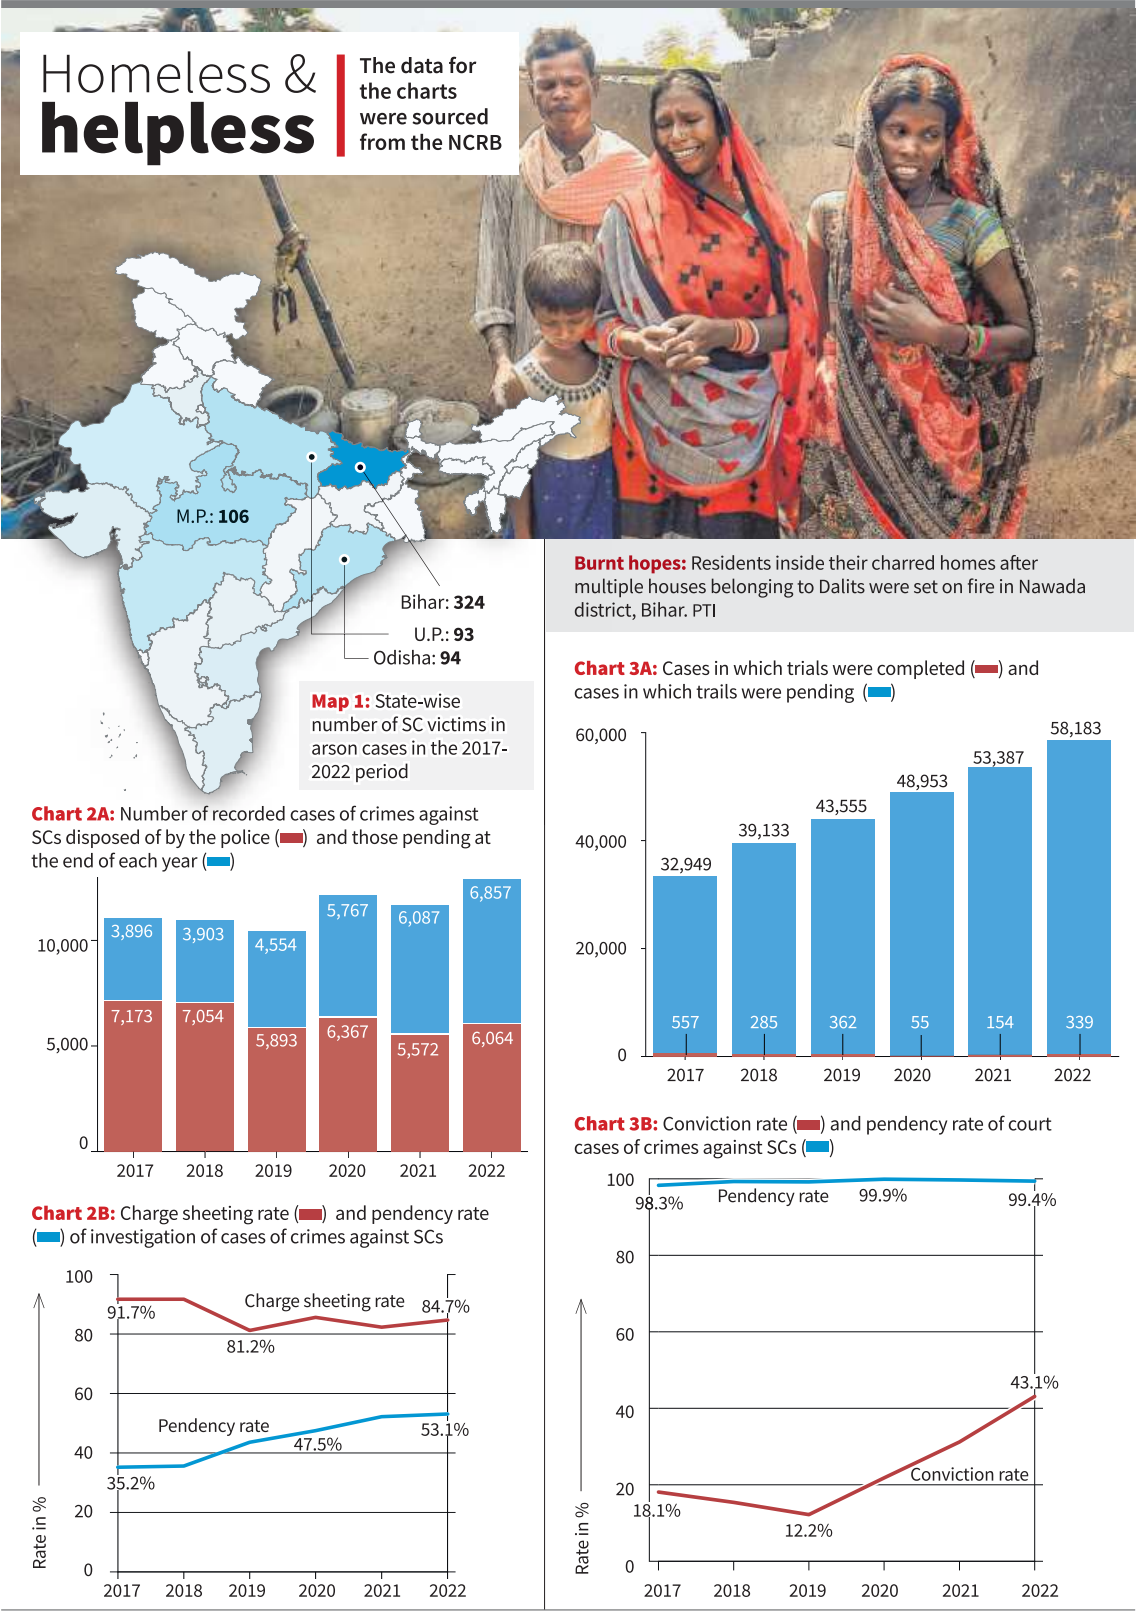 Homeless &
helpless
The data for
the charts
were sourced
from the NCRB
M.P.: 106
Bihar: 324
U.P.: 93
Odisha: 94
Map 1: State-wise
number of SC victims in
arson cases in the 2017-
2022 period
Burnt hopes: Residents inside their charred homes after
multiple houses belonging to Dalits were set on fire in Nawada
district, Bihar. PTI
Chart 2A: Number of recorded cases of crimes against
SCs disposed of by the police ( ) and those pending at
the end of each year ( )
10,000
5,000
0
3,896
3,903
4,554
5,767
6,087
6,857
7,173
7,054
5,893
6,367
5,572
6,064
2017 2018 2019 2020 2021 2022
Chart 2B: Charge sheeting rate ( ) and pendency rate
( ) of investigation of cases of crimes against SCs
100
80
60
40
20
0
Rate in %
91.7%
Charge sheeting rate
84.7%
81.2%
Pendency rate
47.5%
53.1%
35.2%
2017 2018 2019 2020 2021 2022
Chart 3A: Cases in which trials were completed ( ) and
cases in which trails were pending ( )
60,000
40,000
20,000
0
32,949
39,133
43,555
48,953
53,387
58,183
557 285 362 55 154 339
2017 2018 2019 2020 2021 2022
Chart 3B: Conviction rate ( ) and pendency rate of court
cases of crimes against SCs ( )
100
80
60
40
20
0
Rate in %
98.3%
Pendency rate
99.9%
99.4%
43.1%
Conviction rate
18.1%
12.2%
2017 2018 2019 2020 2021 2022